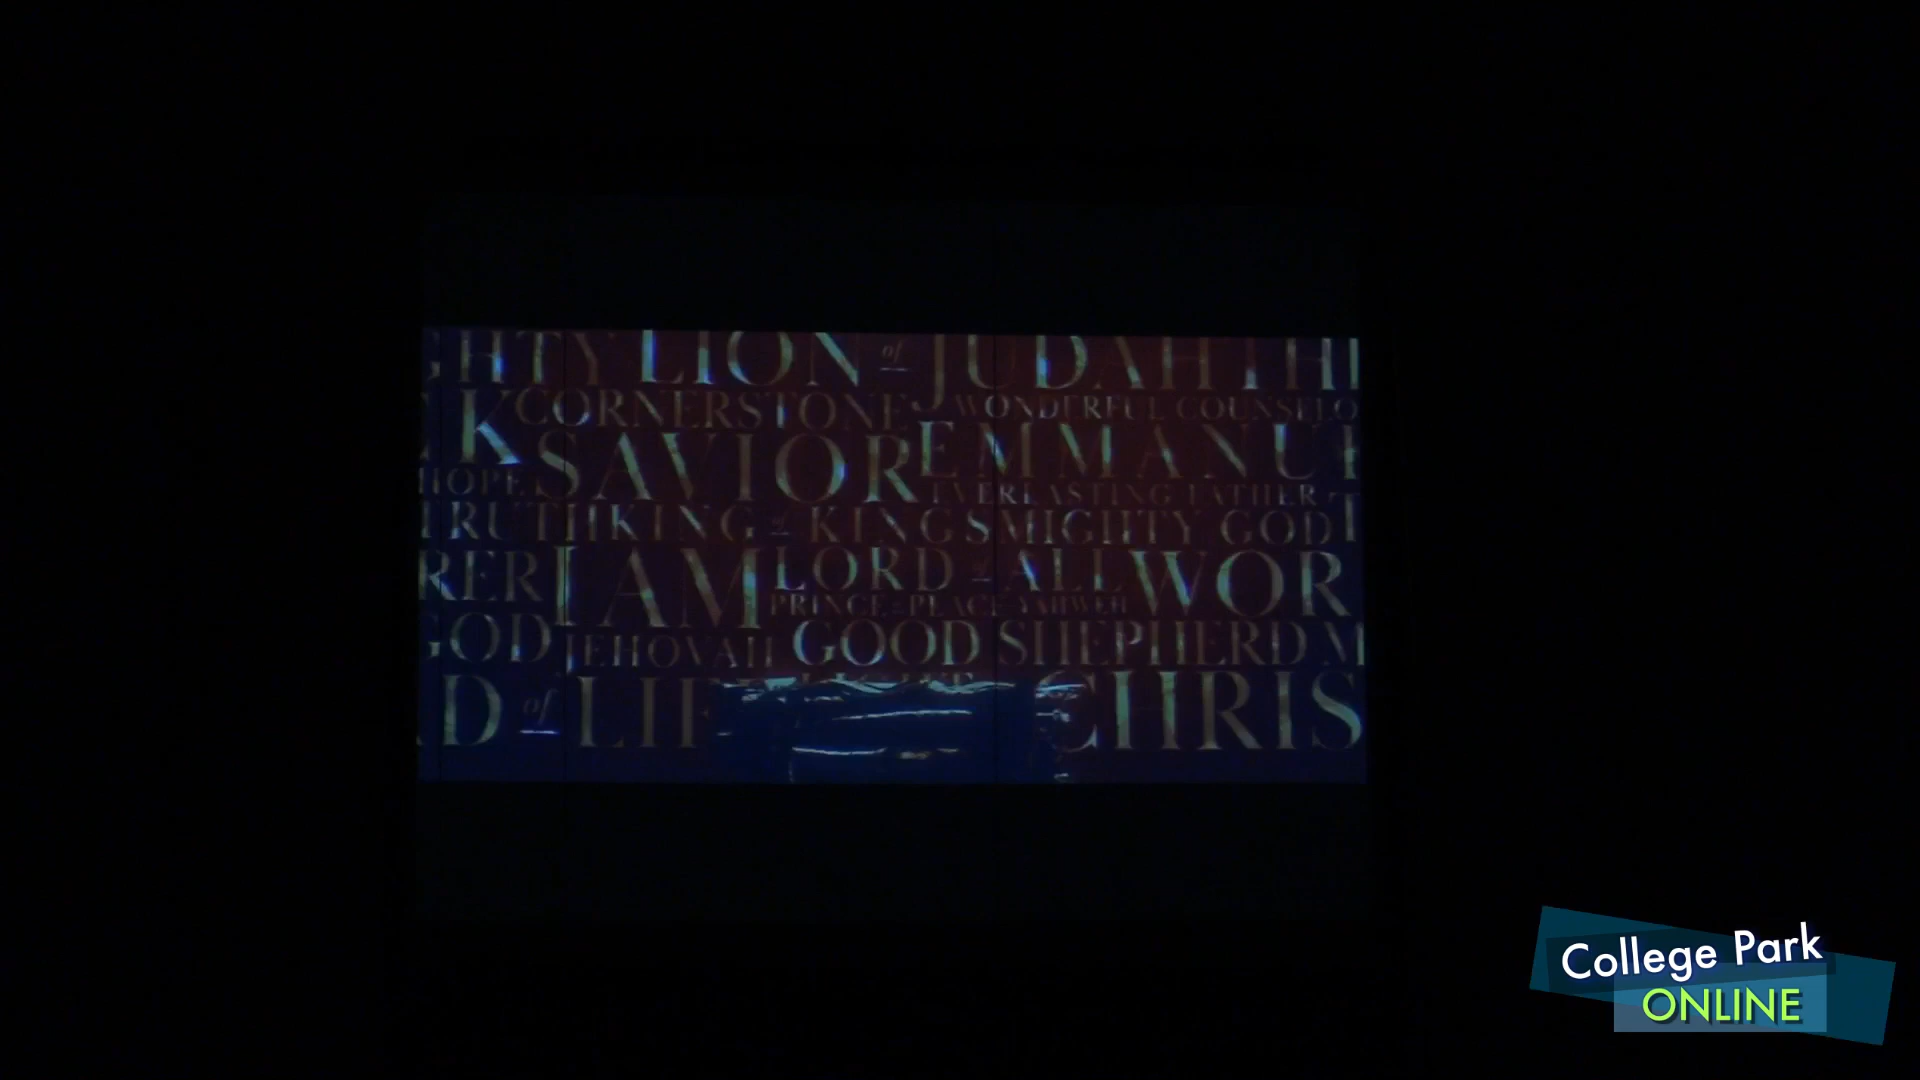 GHTY LION of JUDAH THI
K CORNERSTONE WONDERFUL COUNSELO
SAVIOR EMMANU
HOPE EVERLASTING FATHER
TRUTH KING of KINGS MIGHTY GOD T
RER I AM LORD of ALL WOR
PRINCE of PEACE YAHWEH
GOD JEHOVAH GOOD SHEPHERD M
D of LIF CHRIS
College Park
ONLINE